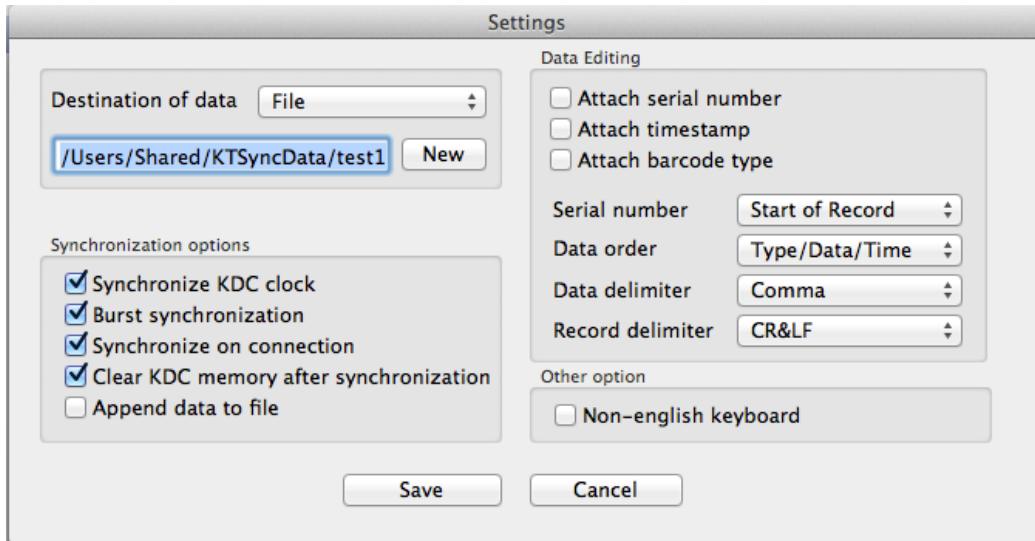 Settings
Destination of data File
/Users/Shared/KTSyncData/test1 New
Synchronization options
Synchronize KDC clock
Burst synchronization
Synchronize on connection
Clear KDC memory after synchronization
Append data to file
Data Editing
Attach serial number
Attach timestamp
Attach barcode type
Serial number Start of Record
Data order Type/Data/Time
Data delimiter Comma
Record delimiter CR&LF
Other option
Non-english keyboard
Save Cancel